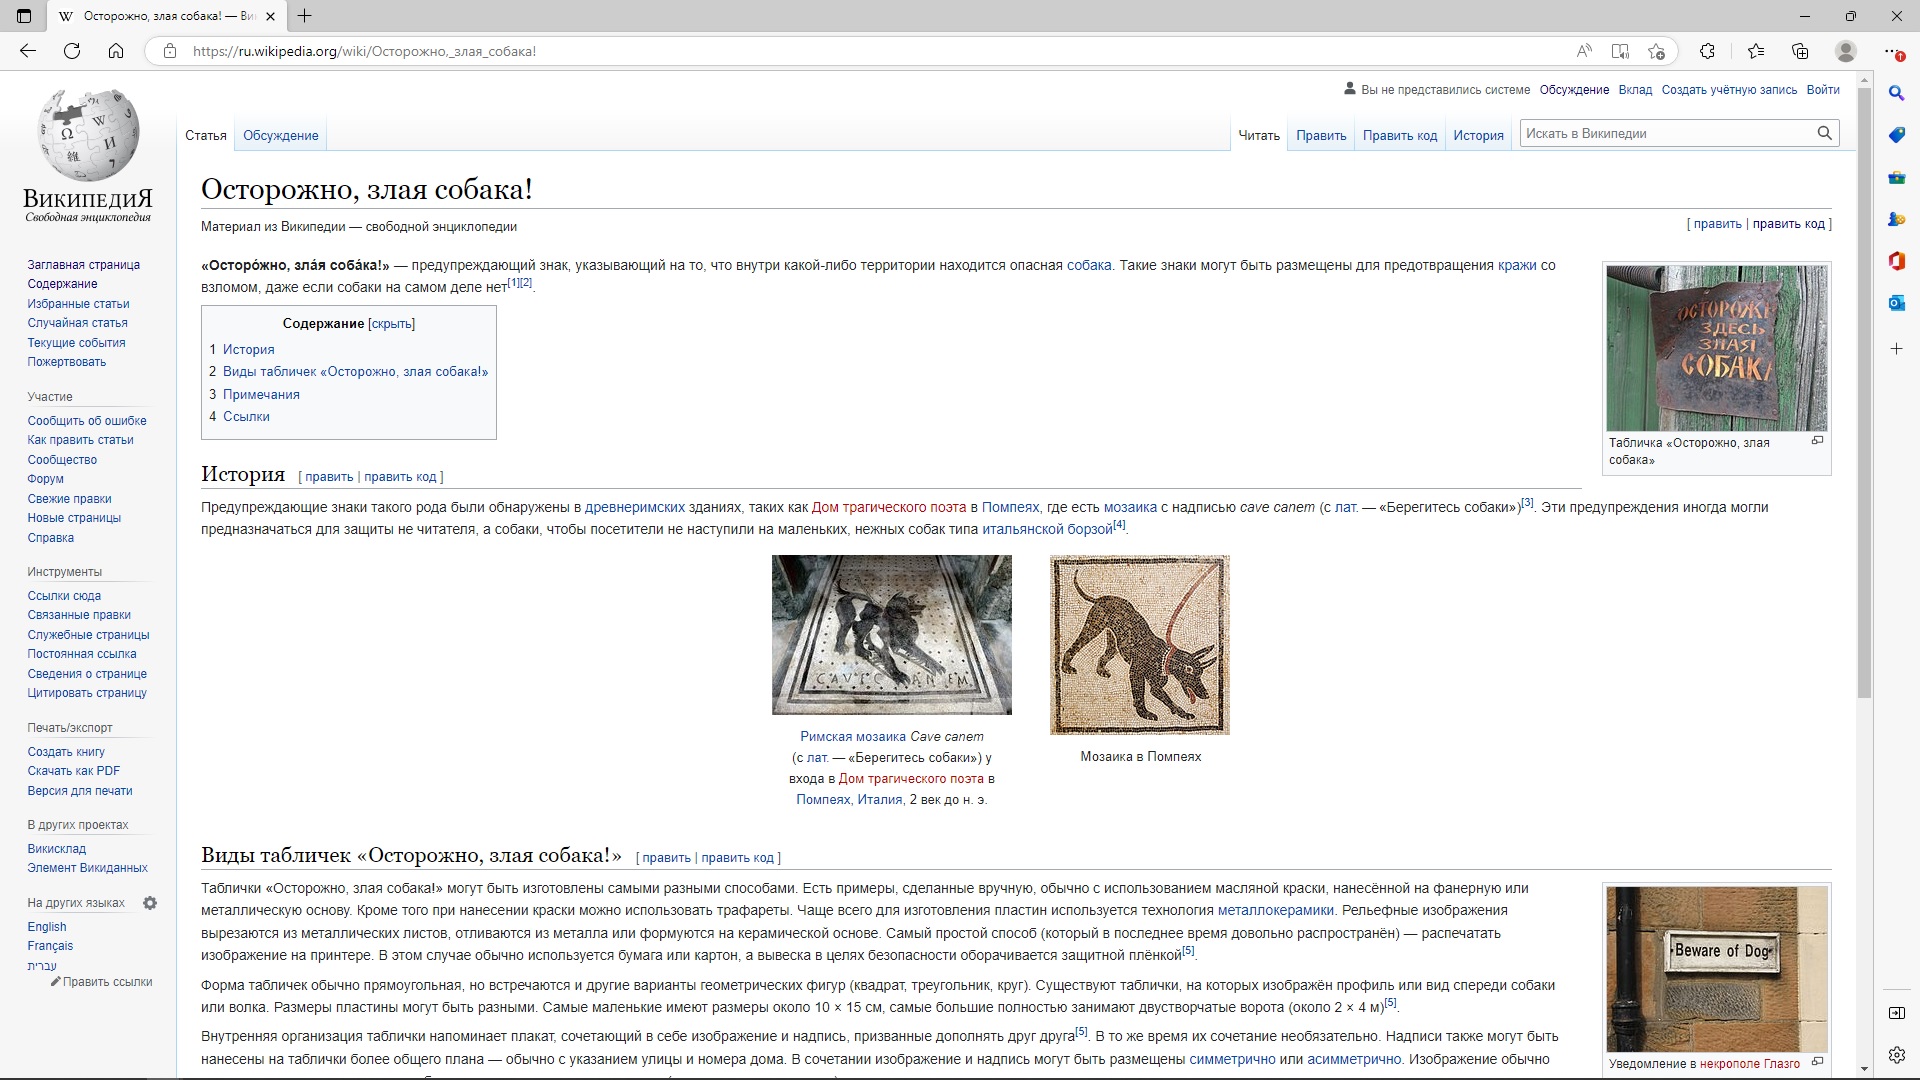 Осторожно, злая собака! — Ви
https://ru.wikipedia.org/wiki/Осторожно,_злая_собака!
Вы не представились системе Обсуждение Вклад Создать учётную запись Войти
Статья Обсуждение Читать Править Править код История Искать в Википедии
ВИКИПЕДИЯ
Свободная энциклопедия
Заглавная страница
Содержание
Избранные статьи
Случайная статья
Текущие события
Пожертвовать
Участие
Сообщить об ошибке
Как править статьи
Сообщество
Форум
Свежие правки
Новые страницы
Справка
Инструменты
Ссылки сюда
Связанные правки
Служебные страницы
Постоянная ссылка
Сведения о странице
Цитировать страницу
Печать/экспорт
Создать книгу
Скачать как PDF
Версия для печати
В других проектах
Викисклад
Элемент Викиданных
На других языках
English
Français
עברית
Править ссылки
Осторожно, злая собака!
Материал из Википедии — свободной энциклопедии
[ править | править код ]
«Осторо́жно, зла́я соба́ка!» — предупреждающий знак, указывающий на то, что внутри какой-либо территории находится опасная собака. Такие знаки могут быть размещены для предотвращения кражи со
взломом, даже если собаки на самом деле нет[1][2].
ОСТОРОЖ
ЗДЕСЬ
ЗЛАЯ
СОБАКА
Табличка «Осторожно, злая
собака»
Содержание [скрыть]
1 История
2 Виды табличек «Осторожно, злая собака!»
3 Примечания
4 Ссылки
История [ править | править код ]
Предупреждающие знаки такого рода были обнаружены в древнеримских зданиях, таких как Дом трагического поэта в Помпеях, где есть мозаика с надписью cave canem (с лат. — «Берегитесь собаки»)[3]. Эти предупреждения иногда могли
предназначаться для защиты не читателя, а собаки, чтобы посетители не наступили на маленьких, нежных собак типа итальянской борзой[4].
CAVE CANEM
Римская мозаика Cave canem
(с лат. — «Берегитесь собаки») у
входа в Дом трагического поэта в
Помпеях, Италия, 2 век до н. э.
Мозаика в Помпеях
Виды табличек «Осторожно, злая собака!» [ править | править код ]
Таблички «Осторожно, злая собака!» могут быть изготовлены самыми разными способами. Есть примеры, сделанные вручную, обычно с использованием масляной краски, нанесённой на фанерную или
металлическую основу. Кроме того при нанесении краски можно использовать трафареты. Чаще всего для изготовления пластин используется технология металлокерамики. Рельефные изображения
вырезаются из металлических листов, отливаются из металла или формуются на керамической основе. Самый простой способ (который в последнее время довольно распространён) — распечатать
изображение на принтере. В этом случае обычно используется бумага или картон, а вывеска в целях безопасности оборачивается защитной плёнкой[5].
Форма табличек обычно прямоугольная, но встречаются и другие варианты геометрических фигур (квадрат, треугольник, круг). Существуют таблички, на которых изображён профиль или вид спереди собаки
или волка. Размеры пластины могут быть разными. Самые маленькие имеют размеры около 10 × 15 см, самые большие полностью занимают двустворчатые ворота (около 2 × 4 м)[5].
Внутренняя организация таблички напоминает плакат, сочетающий в себе изображение и надпись, призванные дополнять друг друга[5]. В то же время их сочетание необязательно. Надписи также могут быть
нанесены на таблички более общего плана — обычно с указанием улицы и номера дома. В сочетании изображение и надпись могут быть размещены симметрично или асимметрично. Изображение обычно
Beware of Dog
Уведомление в некрополе Глазго